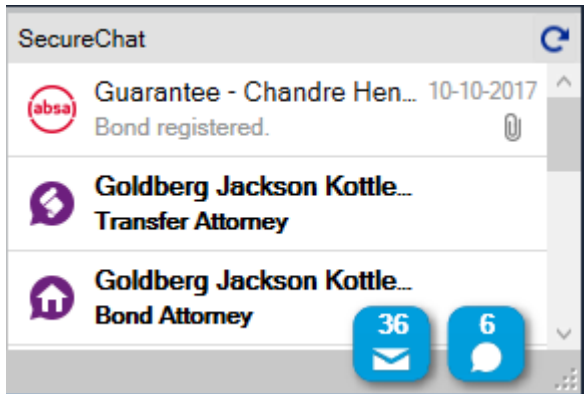 SecureChat
absa
Guarantee - Chandre Hen... 10-10-2017
Bond registered.
Goldberg Jackson Kottle...
Transfer Attorney
Goldberg Jackson Kottle...
Bond Attorney
36 6